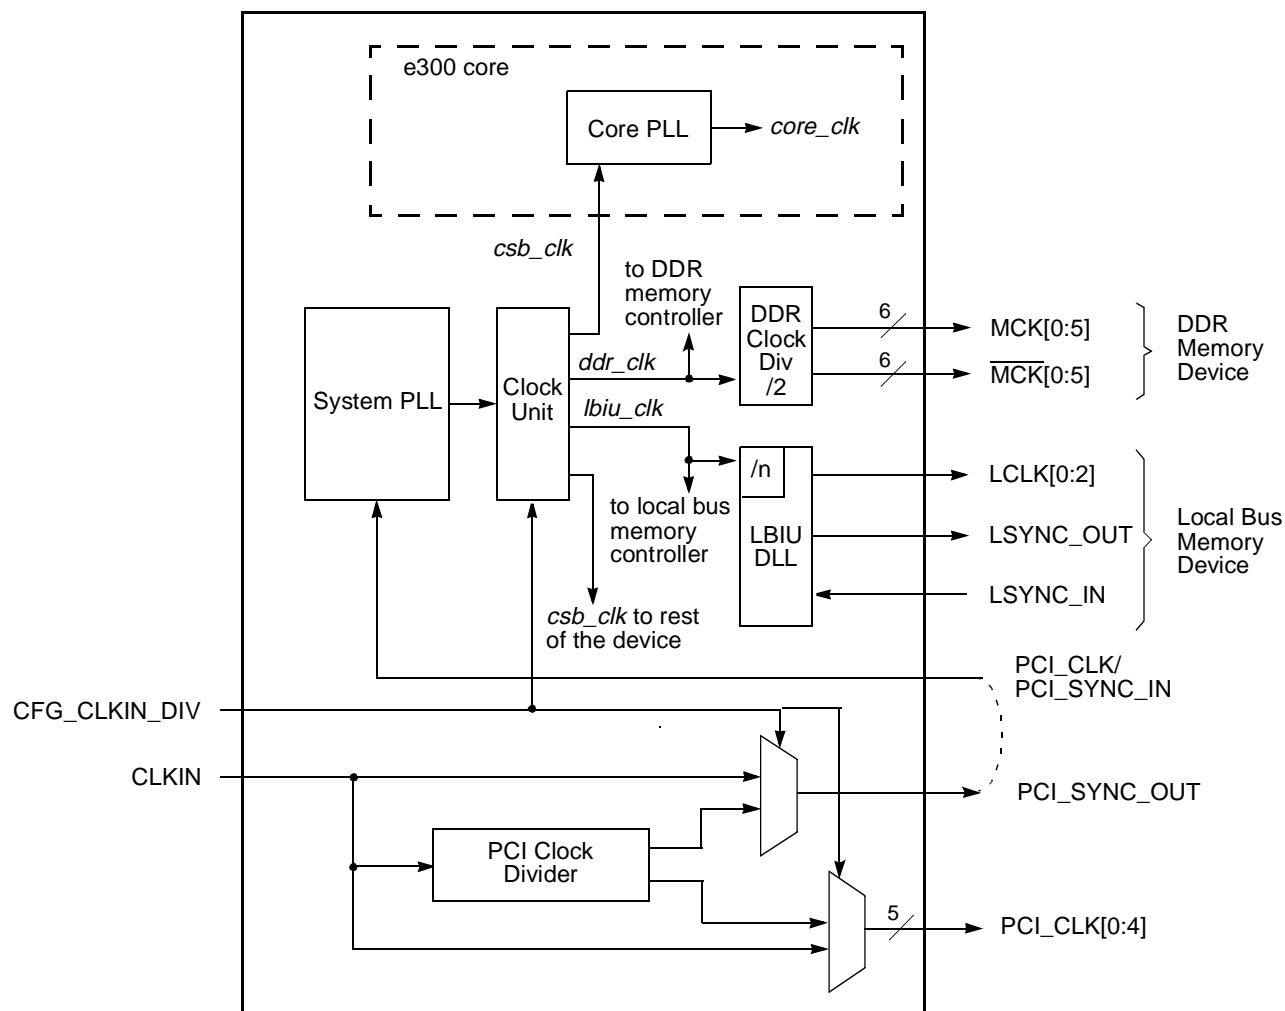 e300 core
Core PLL
core_clk
csb_clk
to DDR
memory
controller
DDR
Clock
Div
/2
6
MCK[0:5]
6
M̅C̅K̅[0:5]
DDR
Memory
Device
System PLL
Clock
Unit
ddr_clk
lbiu_clk
/n
LBIU
DLL
to local bus
memory
controller
LCLK[0:2]
LSYNC_OUT
LSYNC_IN
Local Bus
Memory
Device
csb_clk to rest
of the device
PCI_CLK/
PCI_SYNC_IN
CFG_CLKIN_DIV
CLKIN
PCI_SYNC_OUT
PCI Clock
Divider
5
PCI_CLK[0:4]